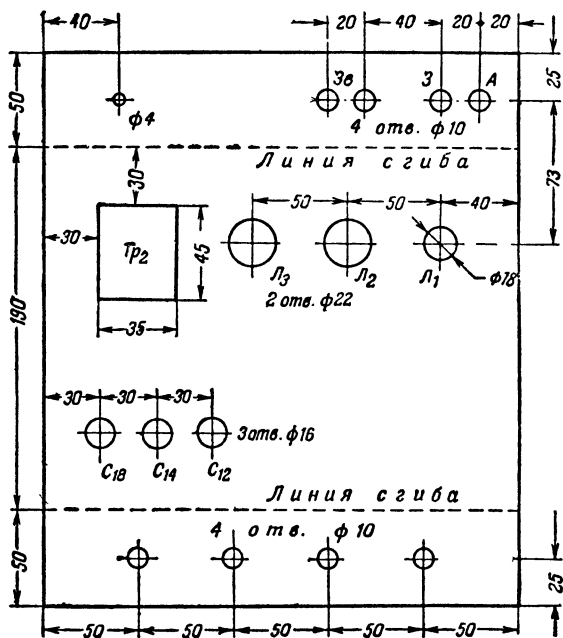 40 20 40 20 20
25
50
Зв З А
ф4
4 отв. ф10
Линия сгиба
30
73
50 50 40
30
Тр₂
45
Л₃ Л₂ Л₁
ф18
2 отв. ф22
35
190
30 30 30
3 отв. ф16
С₁₈ С₁₄ С₁₂
Линия сгиба
4 отв. ф10
50
25
50 50 50 50 50